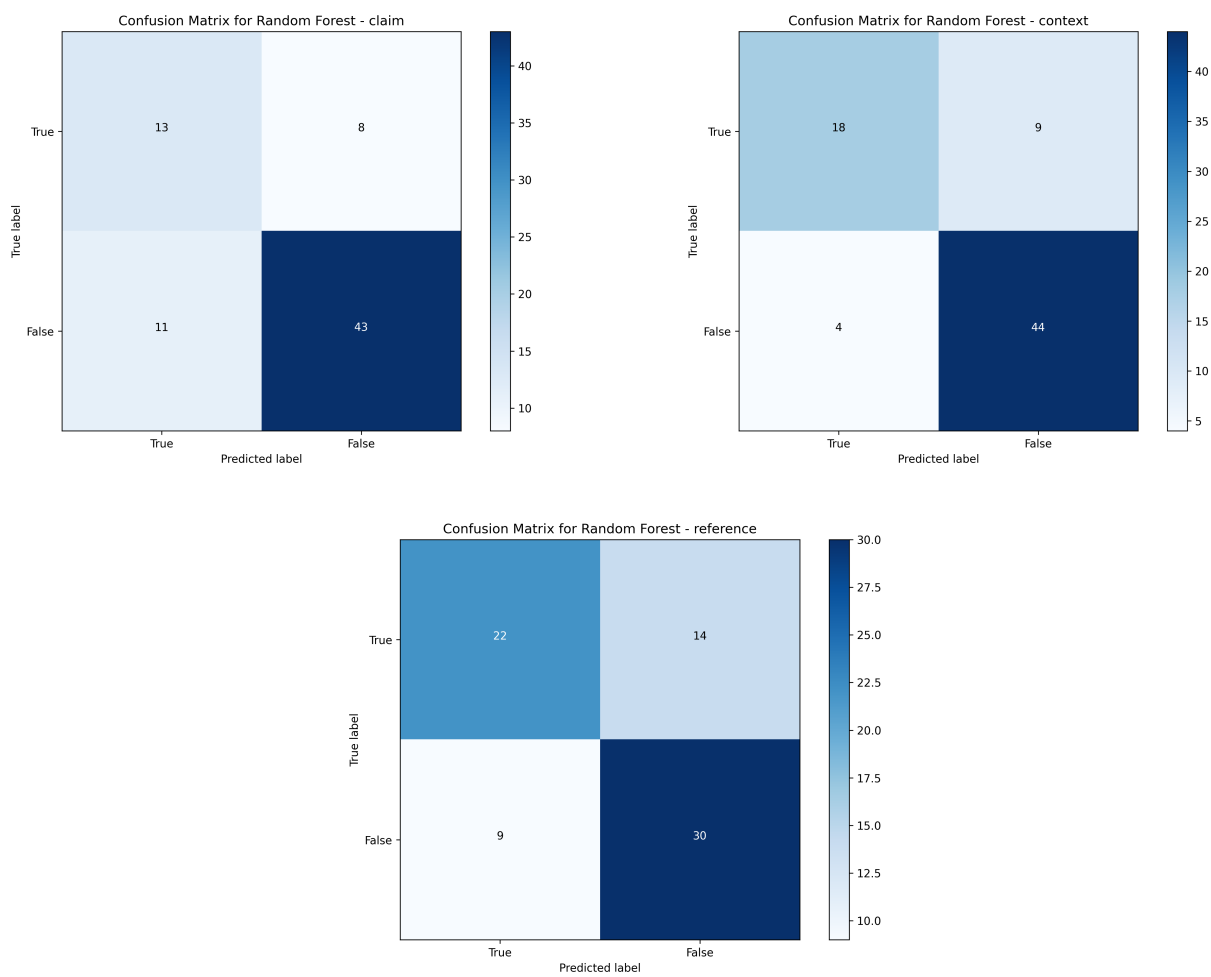 Confusion Matrix for Random Forest - claim
True label
True
13
8
False
11
43
True
False
Predicted label
40
35
30
25
20
15
10
Confusion Matrix for Random Forest - context
True label
True
18
9
False
4
44
True
False
Predicted label
40
35
30
25
20
15
10
5
Confusion Matrix for Random Forest - reference
True label
True
22
14
False
9
30
True
False
Predicted label
30.0
27.5
25.0
22.5
20.0
17.5
15.0
12.5
10.0